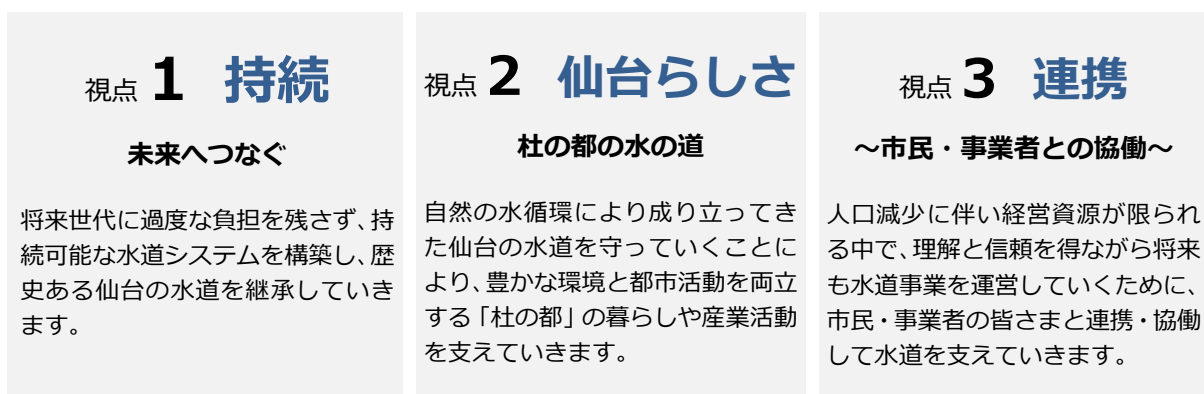 視点 1 持続
未来へつなぐ
将来世代に過度な負担を残さず、持
続可能な水道システムを構築し、歴
史ある仙台の水道を継承していき
ます。
視点 2 仙台らしさ
杜の都の水の道
自然の水循環により成り立ってき
た仙台の水道を守っていくことに
より、豊かな環境と都市活動を両立
する「杜の都」の暮らしや産業活動
を支えていきます。
視点 3 連携
～市民・事業者との協働～
人口減少に伴い経営資源が限られ
る中で、理解と信頼を得ながら将来
も水道事業を運営していくために、
市民・事業者の皆さまと連携・協働
して水道を支えていきます。